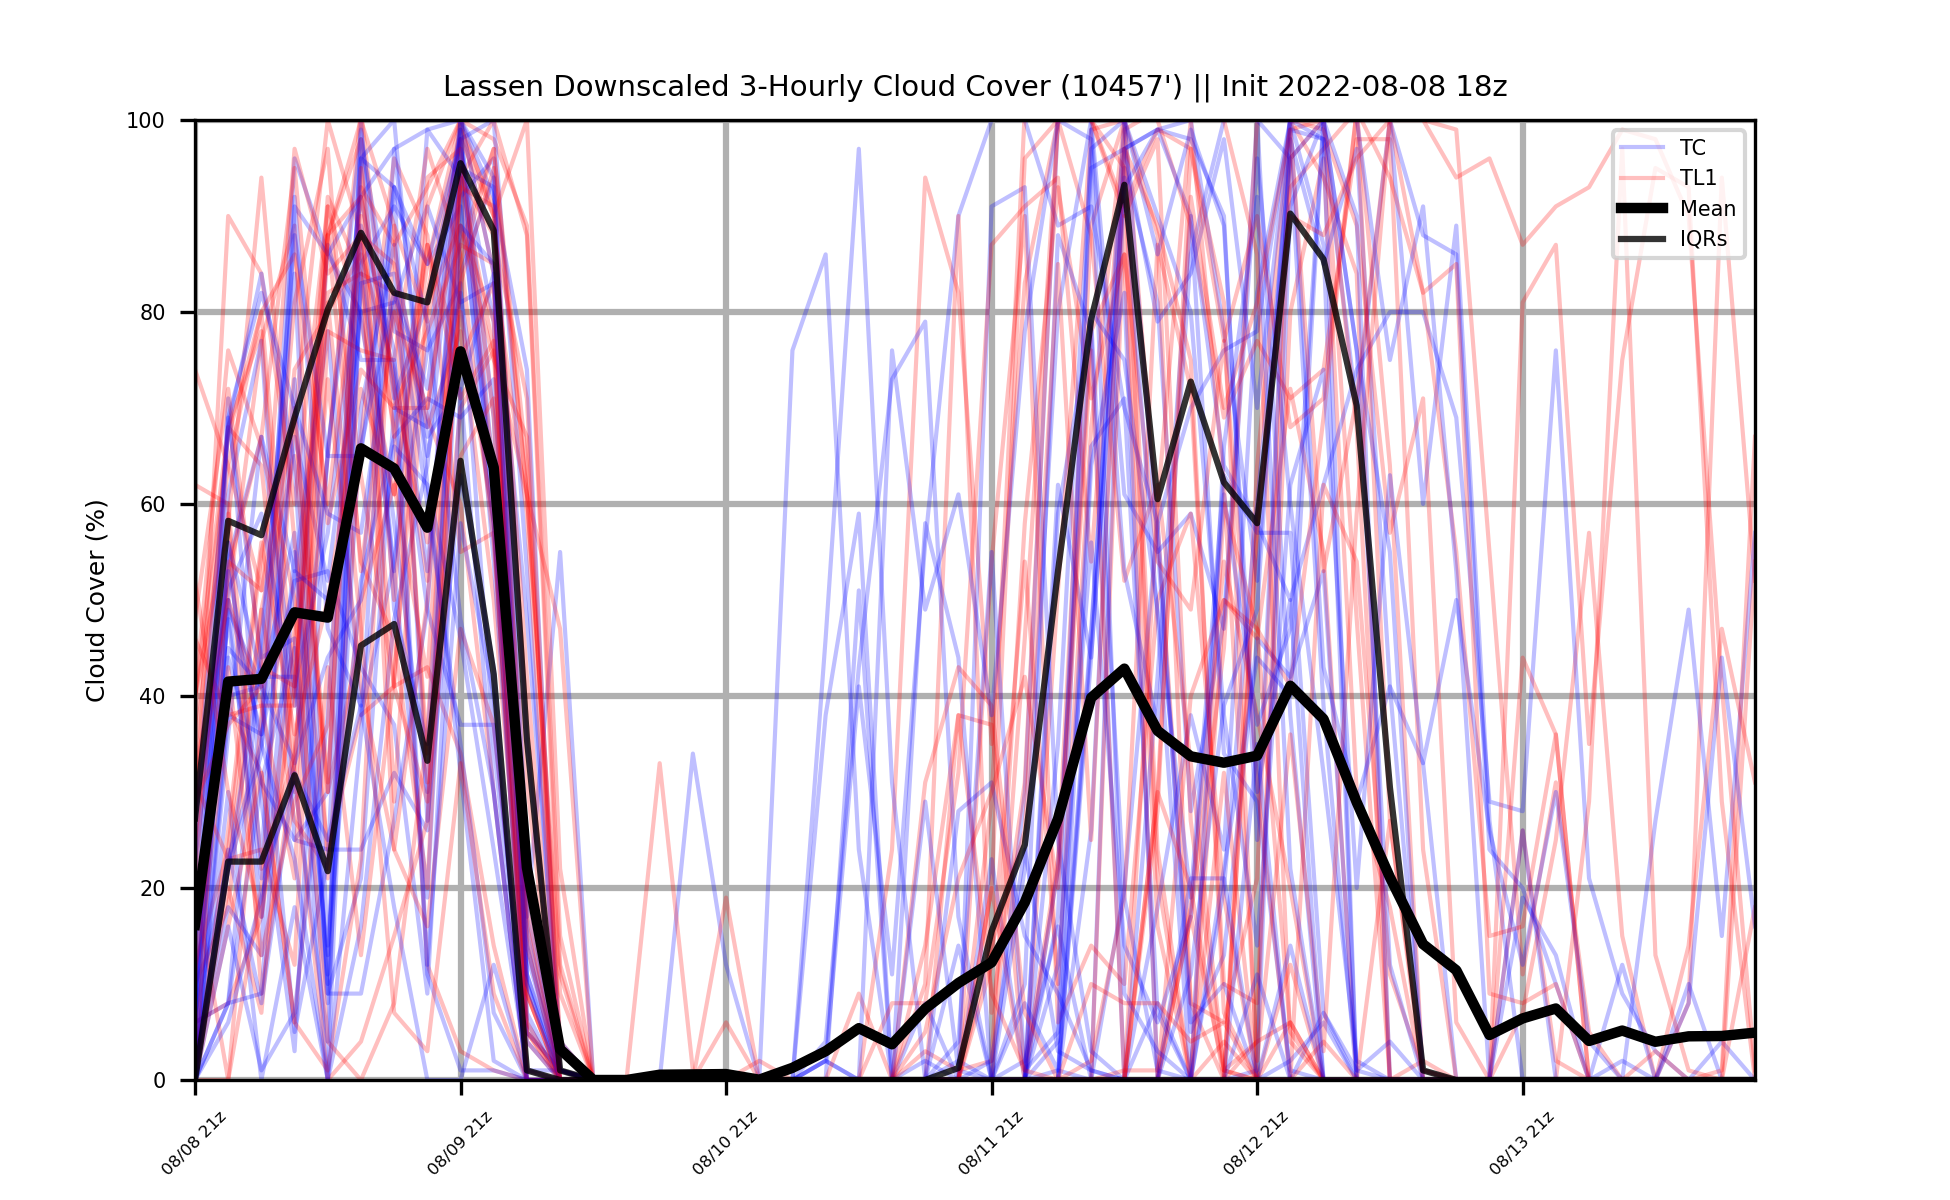 Lassen Downscaled 3-Hourly Cloud Cover (10457') || Init 2022-08-08 18z
100
80
60
40
20
0
Cloud Cover (%)
TC
TL1
Mean
IQRs
08/08 21z
08/09 21z
08/10 21z
08/11 21z
08/12 21z
08/13 21z